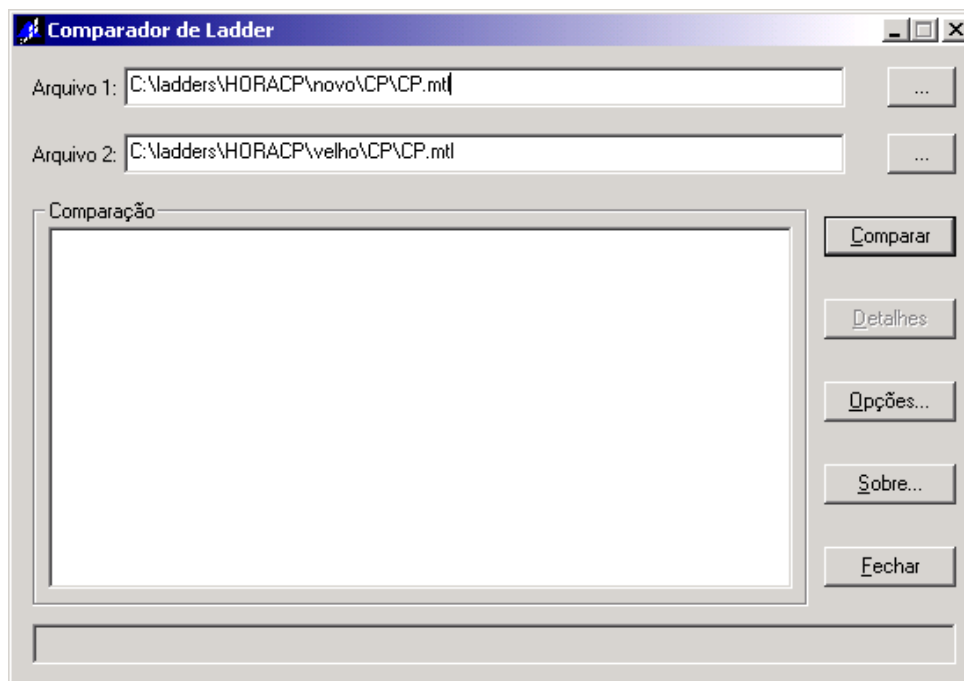 Comparador de Ladder
Arquivo 1: C:\ladders\HORACP\novo\CP\CP.mtl ...
Arquivo 2: C:\ladders\HORACP\velho\CP\CP.mtl ...
Comparação
Comparar
Detalhes
Opções...
Sobre...
Fechar